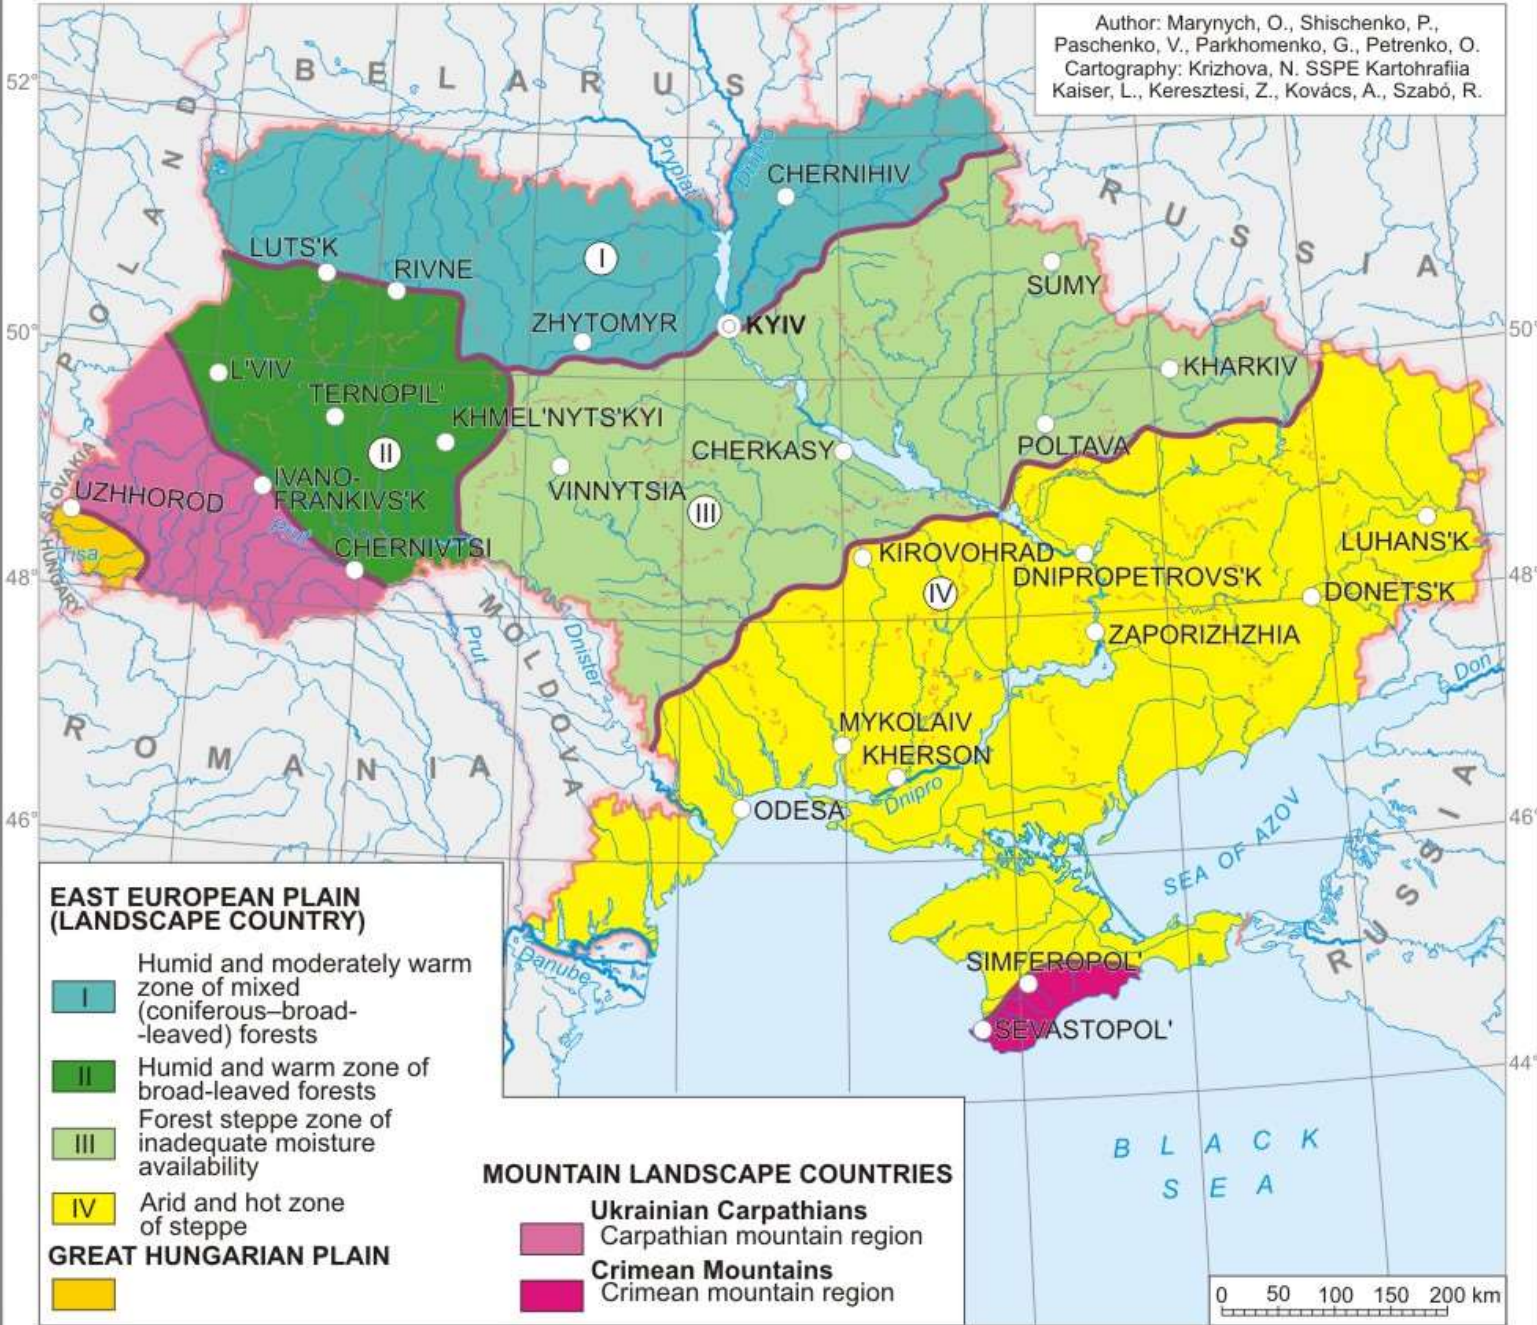 Author: Marynych, O., Shischenko, P.,
Paschenko, V., Parkhomenko, G., Petrenko, O.
Cartography: Krizhova, N. SSPE Kartohrafiia
Kaiser, L., Keresztesi, Z., Kovács, A., Szabó, R.
52°
BELARUS
POLAND
Prypiat'
Dnipro
CHERNIHIV
RUSSIA
LUTS'K
RIVNE
I
SUMY
50°
ZHYTOMYR
KYIV
50°
L'VIV
KHARKIV
TERNOPIL'
KHMEL'NYTS'KYI
II
CHERKASY
POLTAVA
SLOVAKIA
UZHHOROD
IVANO-
FRANKIVS'K
VINNYTSIA
III
Prut
LUHANS'K
Tisa
HUNGARY
CHERNIVTSI
KIROVOHRAD
DNIPROPETROVS'K
48°
48°
IV
DONETS'K
MOLDOVA
Prut
Dnister
ZAPORIZHZHIA
Don
ROMANIA
MYKOLAIV
KHERSON
Dnipro
ODESA
46°
46°
SEA OF AZOV
RUSSIA
Danube
SIMFEROPOL'
SEVASTOPOL'
44°
BLACK
SEA
EAST EUROPEAN PLAIN
(LANDSCAPE COUNTRY)
I
Humid and moderately warm
zone of mixed
(coniferous–broad-
-leaved) forests
II
Humid and warm zone of
broad-leaved forests
III
Forest steppe zone of
inadequate moisture
availability
IV
Arid and hot zone
of steppe
GREAT HUNGARIAN PLAIN
MOUNTAIN LANDSCAPE COUNTRIES
Ukrainian Carpathians
Carpathian mountain region
Crimean Mountains
Crimean mountain region
0 50 100 150 200 km